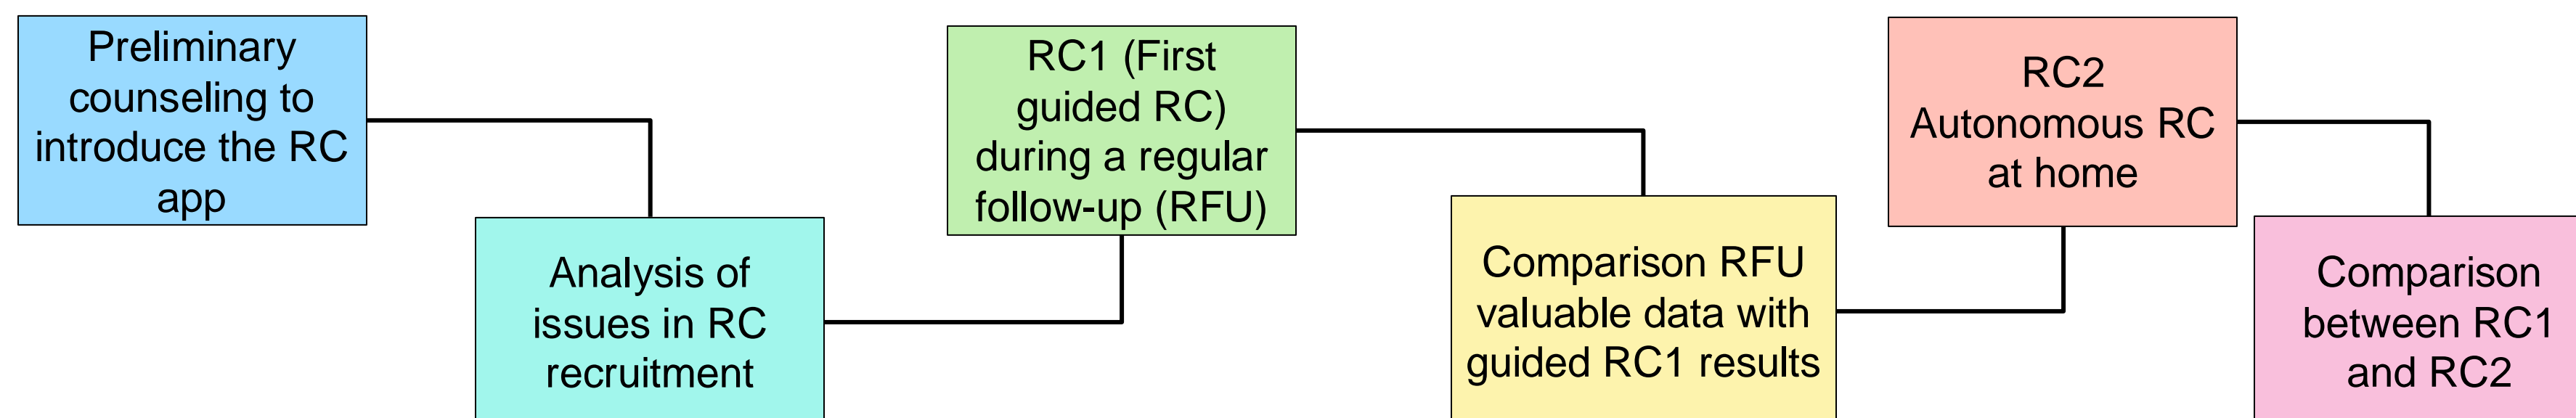 Preliminary
counseling to
introduce the RC
app
Analysis of
issues in RC
recruitment
RC1 (First
guided RC)
during a regular
follow-up (RFU)
Comparison RFU
valuable data with
guided RC1 results
RC2
Autonomous RC
at home
Comparison
between RC1
and RC2